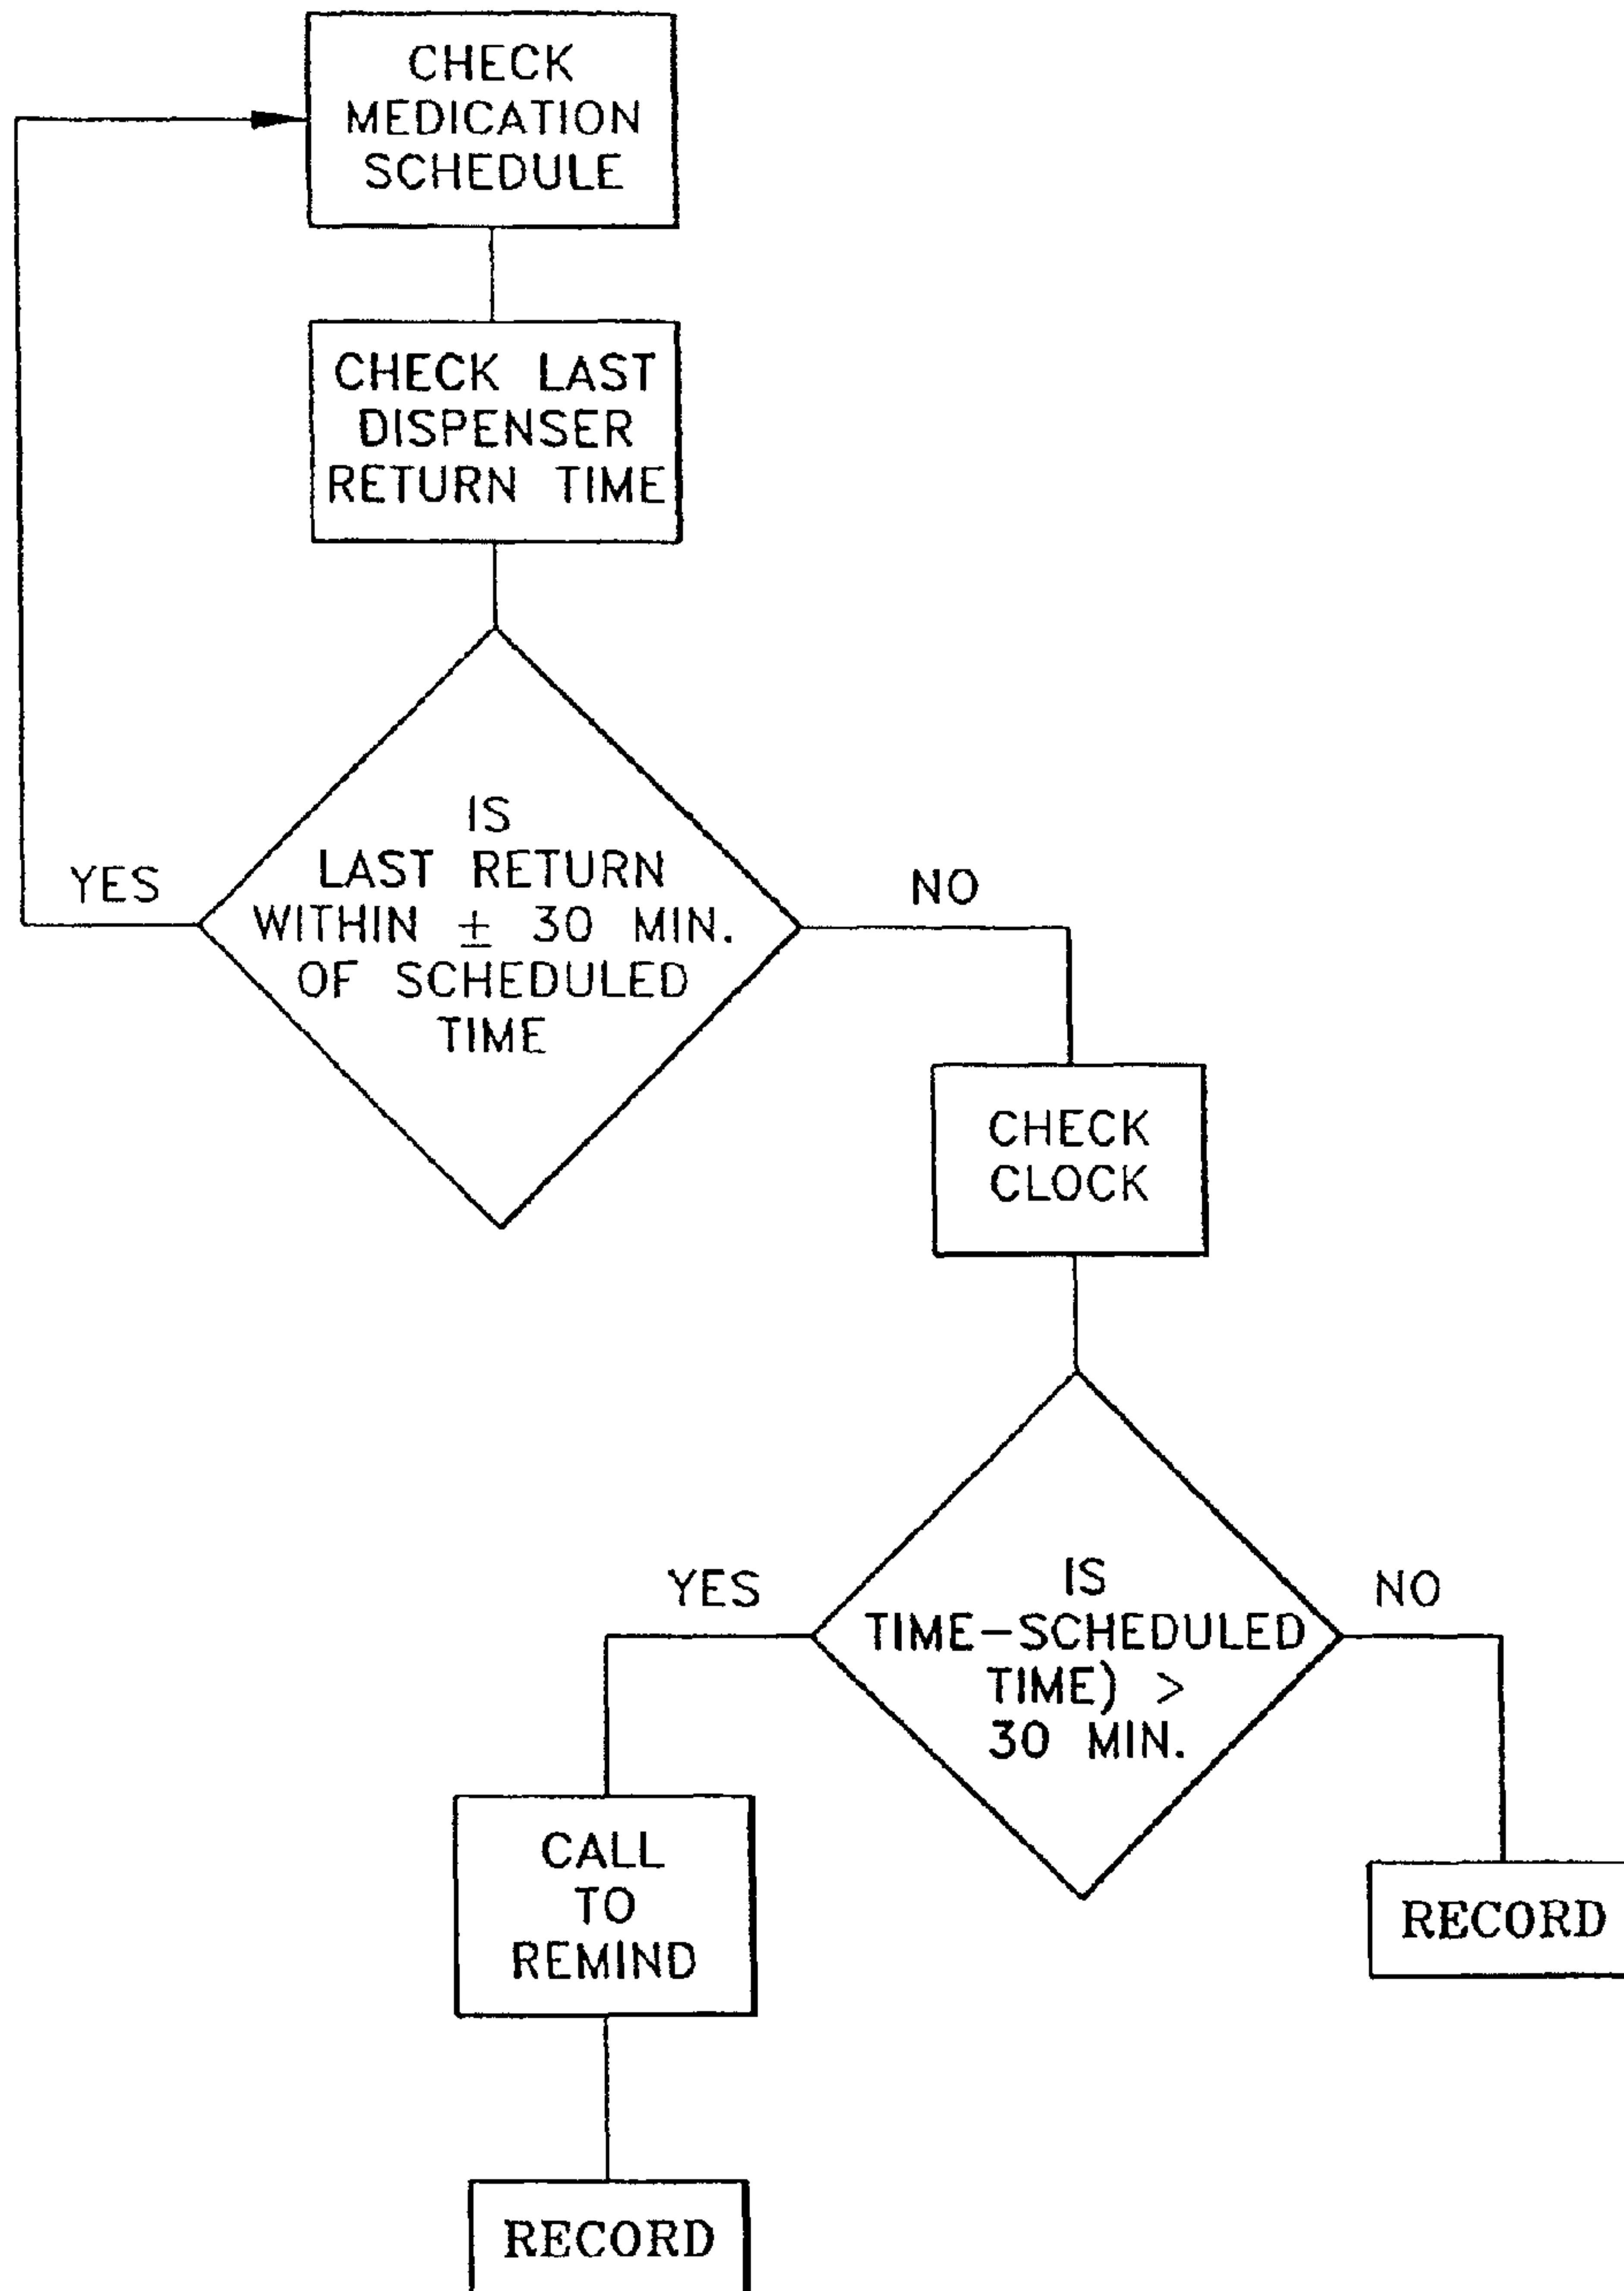 CHECK
MEDICATION
SCHEDULE
CHECK LAST
DISPENSER
RETURN TIME
IS
LAST RETURN
WITHIN ± 30 MIN.
OF SCHEDULED
TIME
YES
NO
CHECK
CLOCK
IS
TIME-SCHEDULED
TIME) >
30 MIN.
YES
NO
CALL
TO
REMIND
RECORD
RECORD